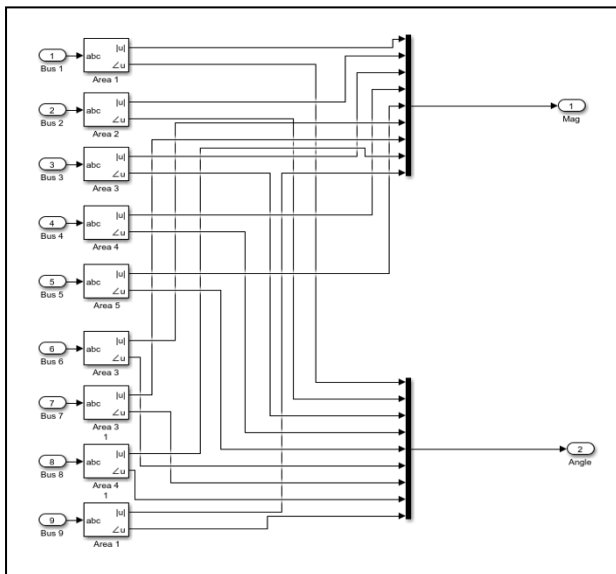 1
Bus 1
abc
|u|
∠u
Area 1
2
Bus 2
abc
|u|
∠u
Area 2
3
Bus 3
abc
|u|
∠u
Area 3
4
Bus 4
abc
|u|
∠u
Area 4
5
Bus 5
abc
|u|
∠u
Area 5
6
Bus 6
abc
|u|
∠u
Area 3
7
Bus 7
abc
|u|
∠u
Area 3
1
8
Bus 8
abc
|u|
∠u
Area 4
1
9
Bus 9
abc
|u|
∠u
Area 1
1
Mag
2
Angle